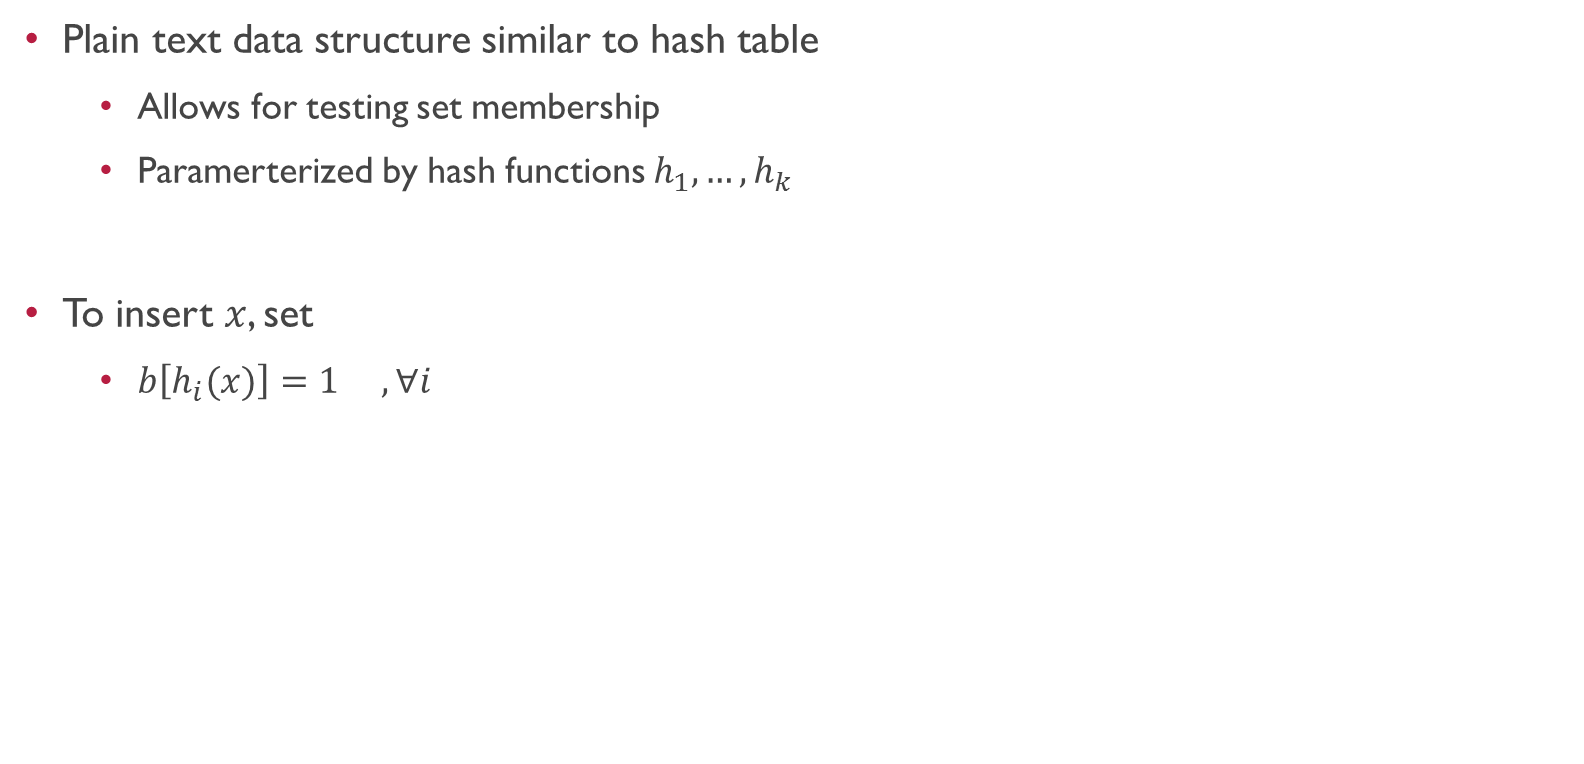 • Plain text data structure similar to hash table
• Allows for testing set membership
• Paramerterized by hash functions h₁, … , hₖ
• To insert x, set
• b[hᵢ(x)] = 1 , ∀i